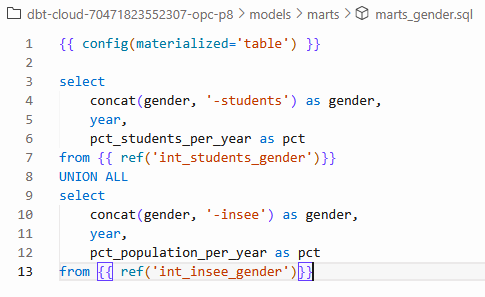 dbt-cloud-70471823552307-opc-p8 > models > marts > marts_gender.sql
1 {{ config(materialized='table') }}
2
3 select
4     concat(gender, '-students') as gender,
5     year,
6     pct_students_per_year as pct
7 from {{ ref('int_students_gender')}}
8 UNION ALL
9 select
10     concat(gender, '-insee') as gender,
11     year,
12     pct_population_per_year as pct
13 from {{ ref('int_insee_gender')}}